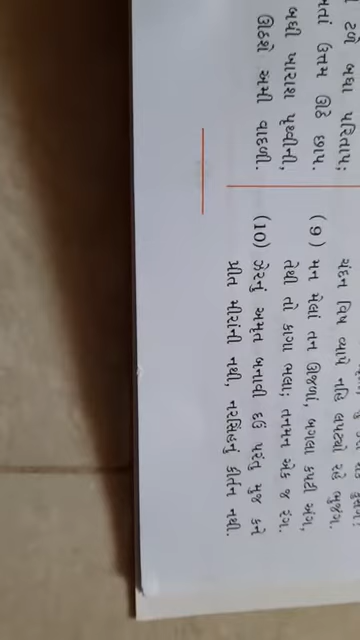 ટળે બધા પરિતાપ;
ઉત્તમ ઊઠે છાપ.
બધી ખારાશ પૃથ્વીની,
ઊઠશે અમી વાદળી.
ચંદન વિષ વ્યાપે નહિ લપટ્યો રહે ભુજંગ.
(9) મન મેલાં તન ઊજળાં, બગલા કપટી અંગ,
તેથી તો કાગા ભલા; તનમન એક જ રંગ.
(10) ઝેરનું અમૃત બનાવી દઉં પરંતુ મુજ કને
ગીત મીરાંની નથી, નરસિંહનું કીર્તન નથી.